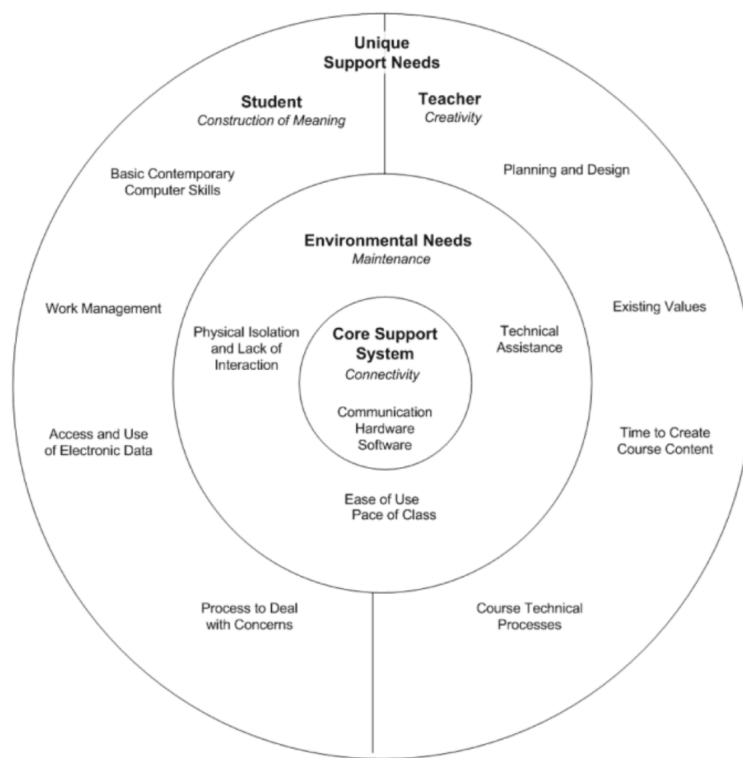 Unique
Support Needs
Student
Construction of Meaning
Teacher
Creativity
Basic Contemporary
Computer Skills
Planning and Design
Environmental Needs
Maintenance
Work Management
Existing Values
Physical Isolation
and Lack of
Interaction
Core Support
System
Connectivity
Technical
Assistance
Communication
Hardware
Software
Access and Use
of Electronic Data
Time to Create
Course Content
Ease of Use
Pace of Class
Process to Deal
with Concerns
Course Technical
Processes